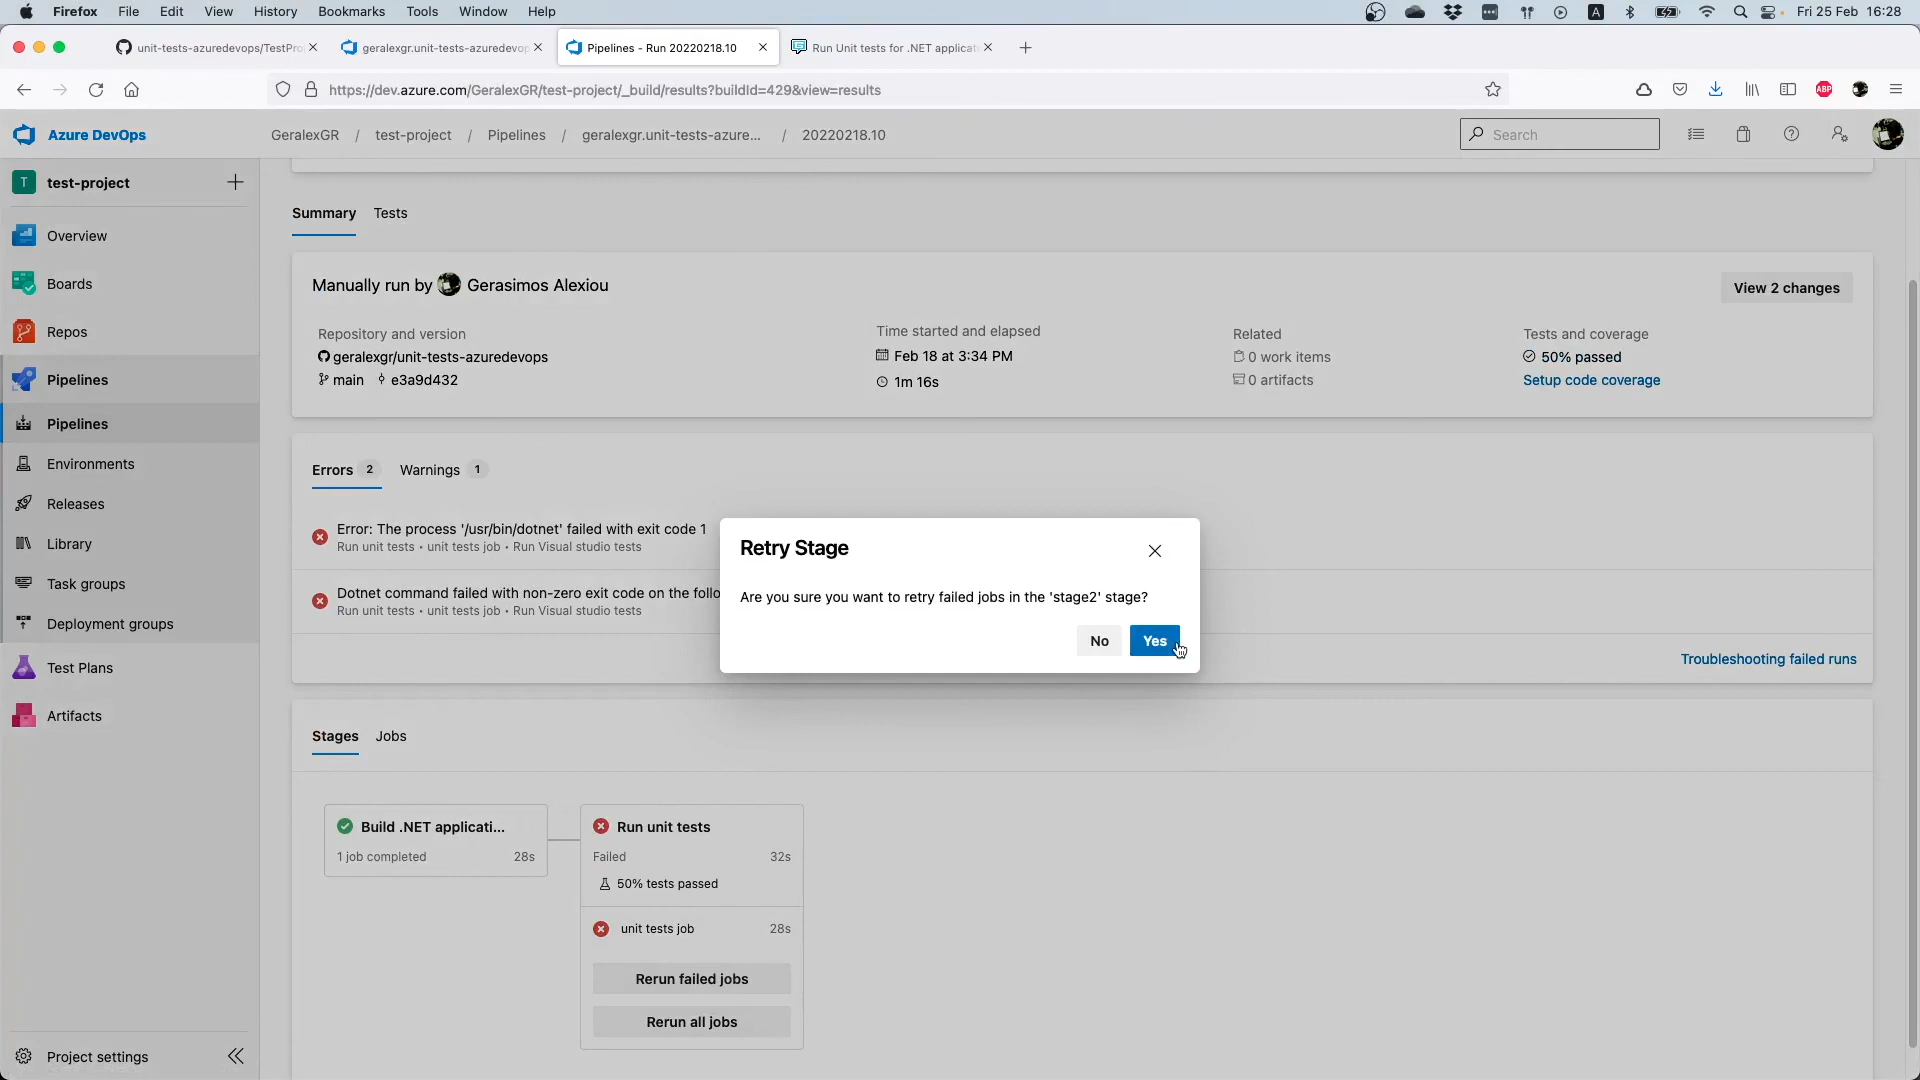 Firefox File Edit View History Bookmarks Tools Window Help
A
Fri 25 Feb 16:28
unit-tests-azuredevops/TestPro
geralexgr.unit-tests-azuredevop
Pipelines - Run 20220218.10
Run Unit tests for .NET applicat
https://dev.azure.com/GeralexGR/test-project/_build/results?buildId=429&view=results
ABP
Azure DevOps
GeralexGR / test-project / Pipelines / geralexgr.unit-tests-azure... / 20220218.10
Search
T test-project
Overview
Boards
Repos
Pipelines
Pipelines
Environments
Releases
Library
Task groups
Deployment groups
Test Plans
Artifacts
Project settings
Summary Tests
Manually run by Gerasimos Alexiou
View 2 changes
Repository and version
geralexgr/unit-tests-azuredevops
main e3a9d432
Time started and elapsed
Feb 18 at 3:34 PM
1m 16s
Related
0 work items
0 artifacts
Tests and coverage
50% passed
Setup code coverage
Errors 2 Warnings 1
Error: The process '/usr/bin/dotnet' failed with exit code 1
Run unit tests • unit tests job • Run Visual studio tests
Dotnet command failed with non-zero exit code on the follo
Run unit tests • unit tests job • Run Visual studio tests
Troubleshooting failed runs
Retry Stage
Are you sure you want to retry failed jobs in the 'stage2' stage?
No Yes
Stages Jobs
Build .NET applicati...
1 job completed 28s
Run unit tests
Failed 32s
50% tests passed
unit tests job 28s
Rerun failed jobs
Rerun all jobs